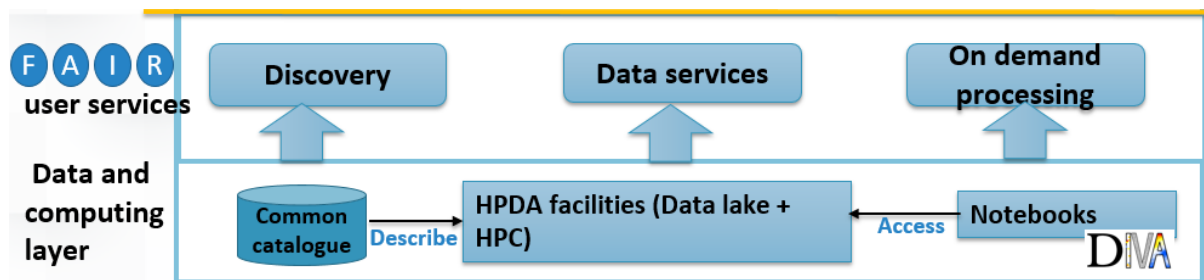 F A I R
user services
Discovery
Data services
On demand
processing
Data and
computing
layer
Common
catalogue
Describe
HPDA facilities (Data lake +
HPC)
Access
Notebooks
DIVA